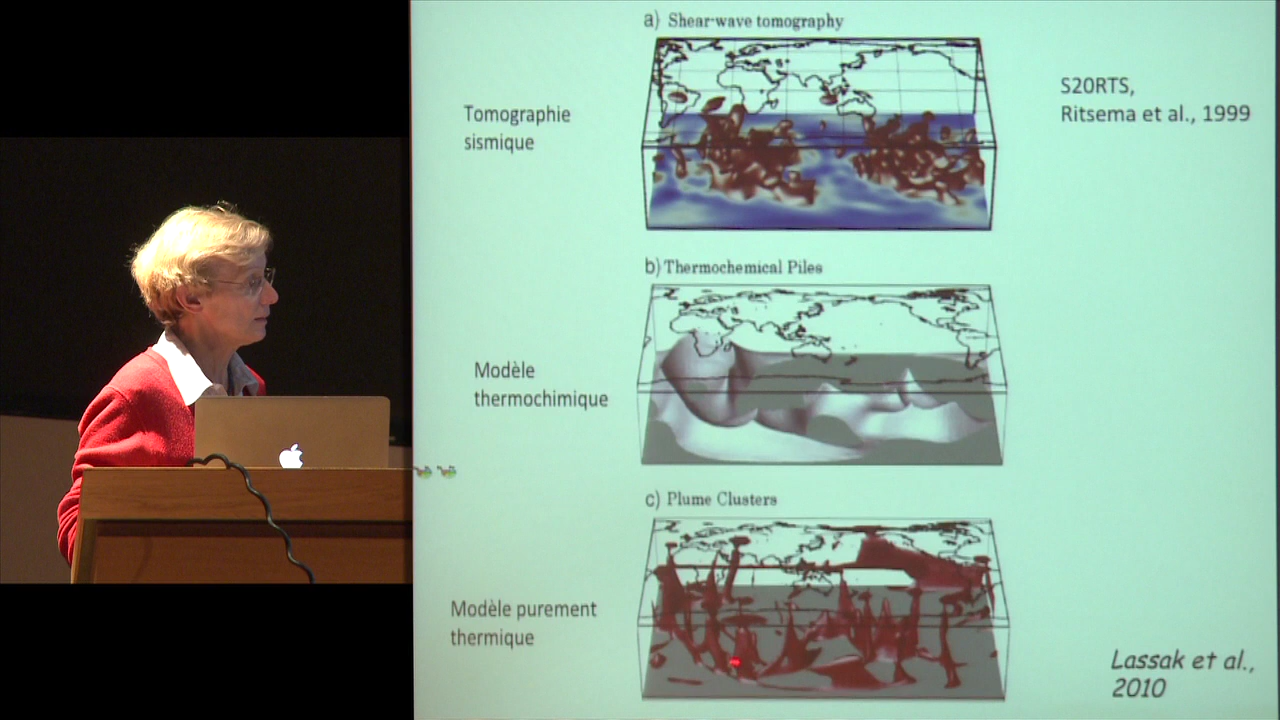 a) Shear-wave tomography
Tomographie
sismique
S20RTS,
Ritsema et al., 1999
b) Thermochemical Piles
Modèle
thermochimique
c) Plume Clusters
Modèle purement
thermique
Lassak et al.,
2010